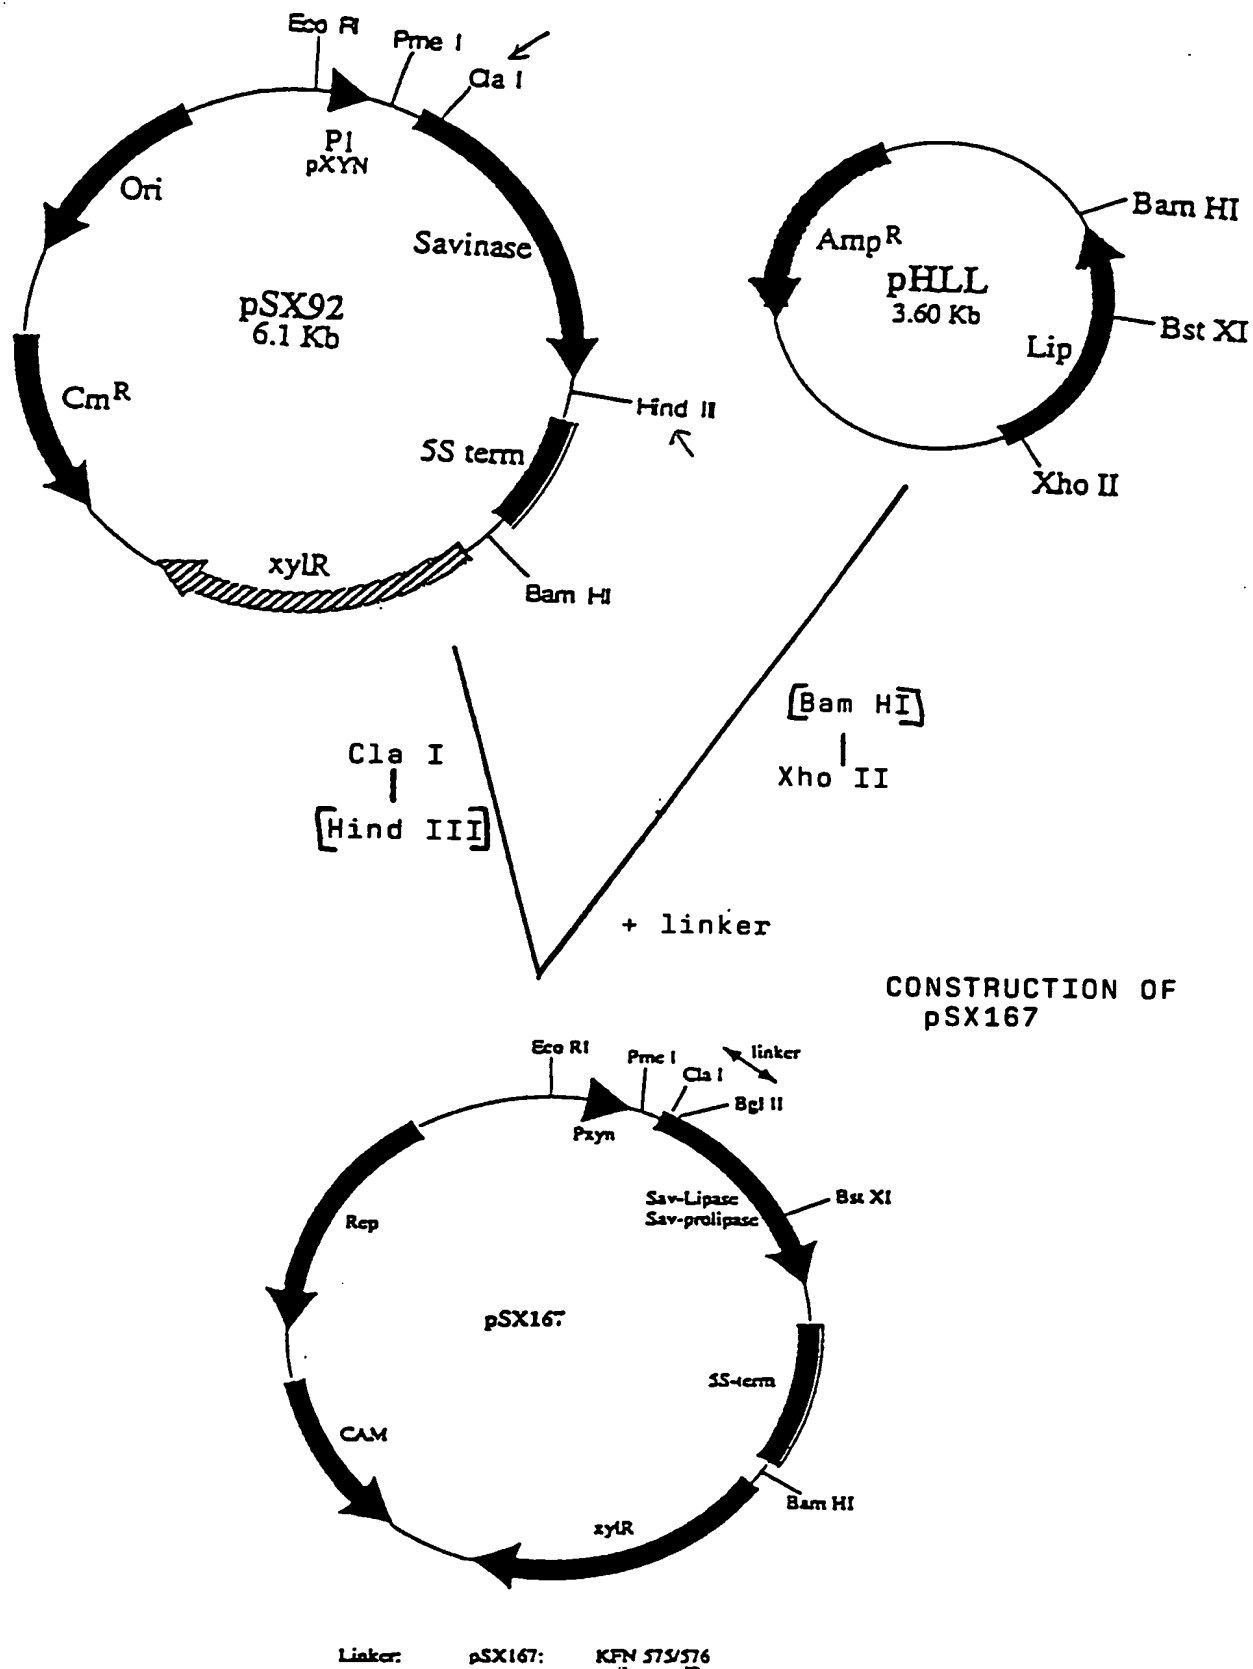 Eco RI
Pme I
Cla I
P1
pXYN
Ori
Savinase
pSX92
6.1 Kb
CmR
Hind II
5S term
xylR
Bam HI
AmpR
pHLL
3.60 Kb
Bam HI
Bst XI
Lip
Xho II
[Bam HI]
Xho II
Cla I
[Hind III]
+ linker
CONSTRUCTION OF
pSX167
Eco RI
Pme I
linker
Cla I
Bgl II
Pxyn
Sav-Lipase
Sav-prolipase
Bst XI
Rep
pSX167
5S-term
CAM
Bam HI
xylR
Linker: pSX167: KFN 575/576